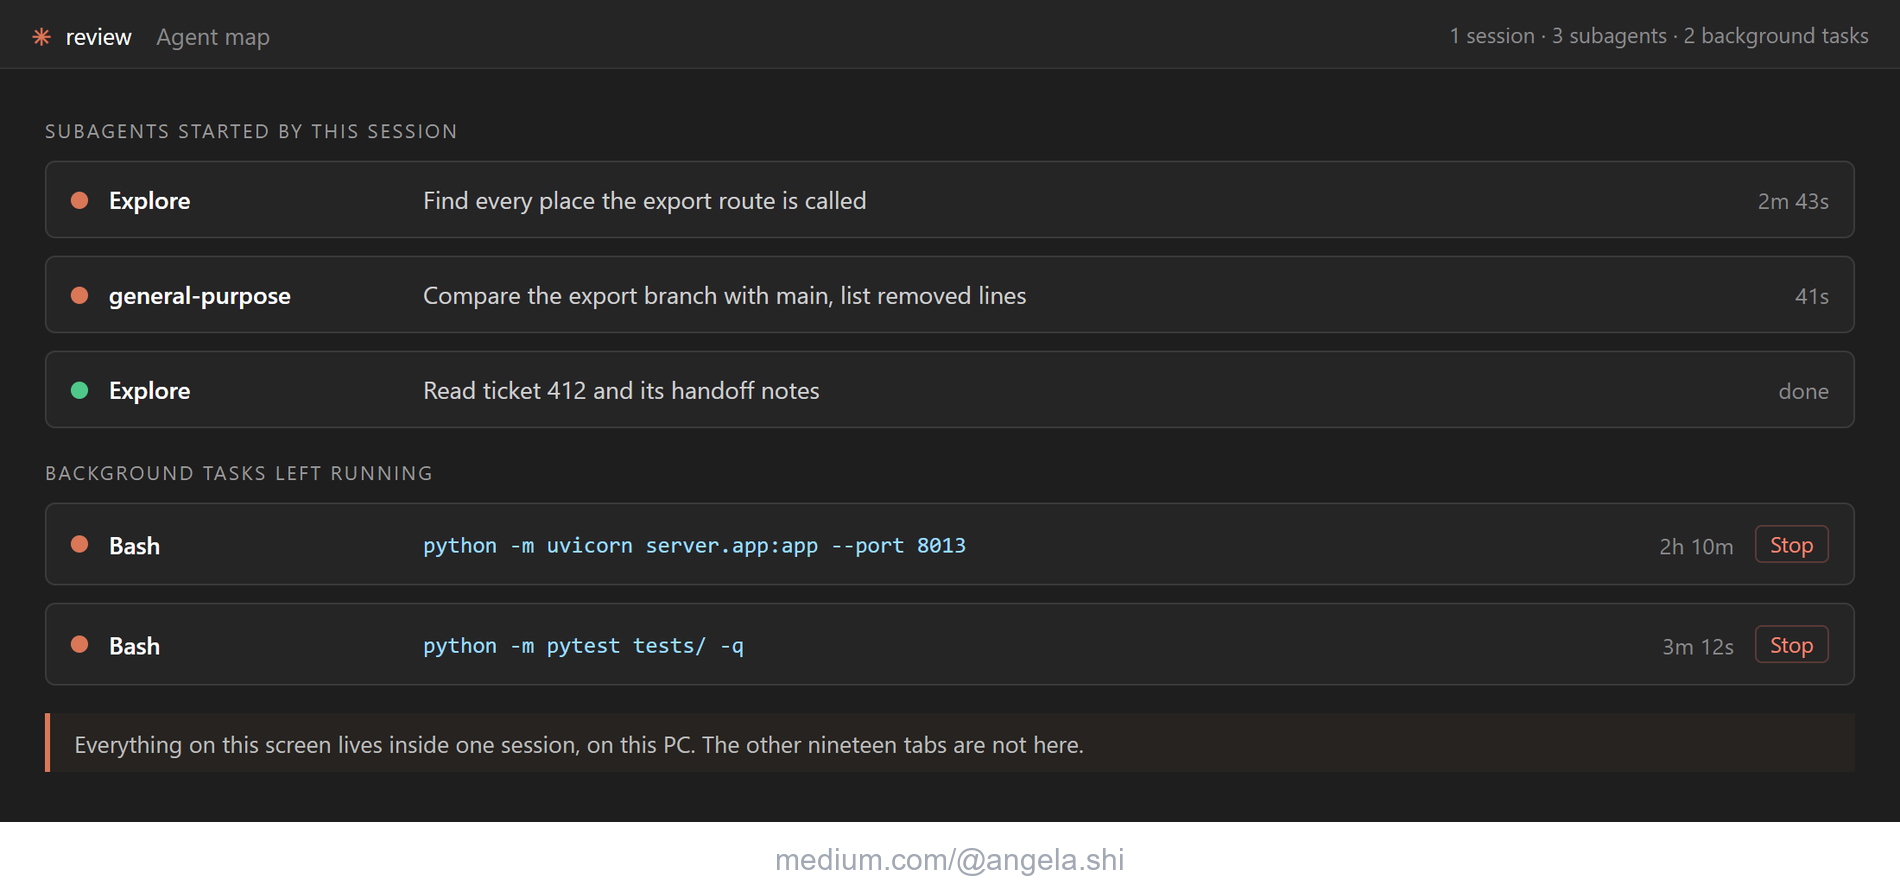 review Agent map 1 session · 3 subagents · 2 background tasks
SUBAGENTS STARTED BY THIS SESSION
Explore Find every place the export route is called 2m 43s
general-purpose Compare the export branch with main, list removed lines 41s
Explore Read ticket 412 and its handoff notes done
BACKGROUND TASKS LEFT RUNNING
Bash python -m uvicorn server.app:app --port 8013 2h 10m Stop
Bash python -m pytest tests/ -q 3m 12s Stop
Everything on this screen lives inside one session, on this PC. The other nineteen tabs are not here.
medium.com/@angela.shi